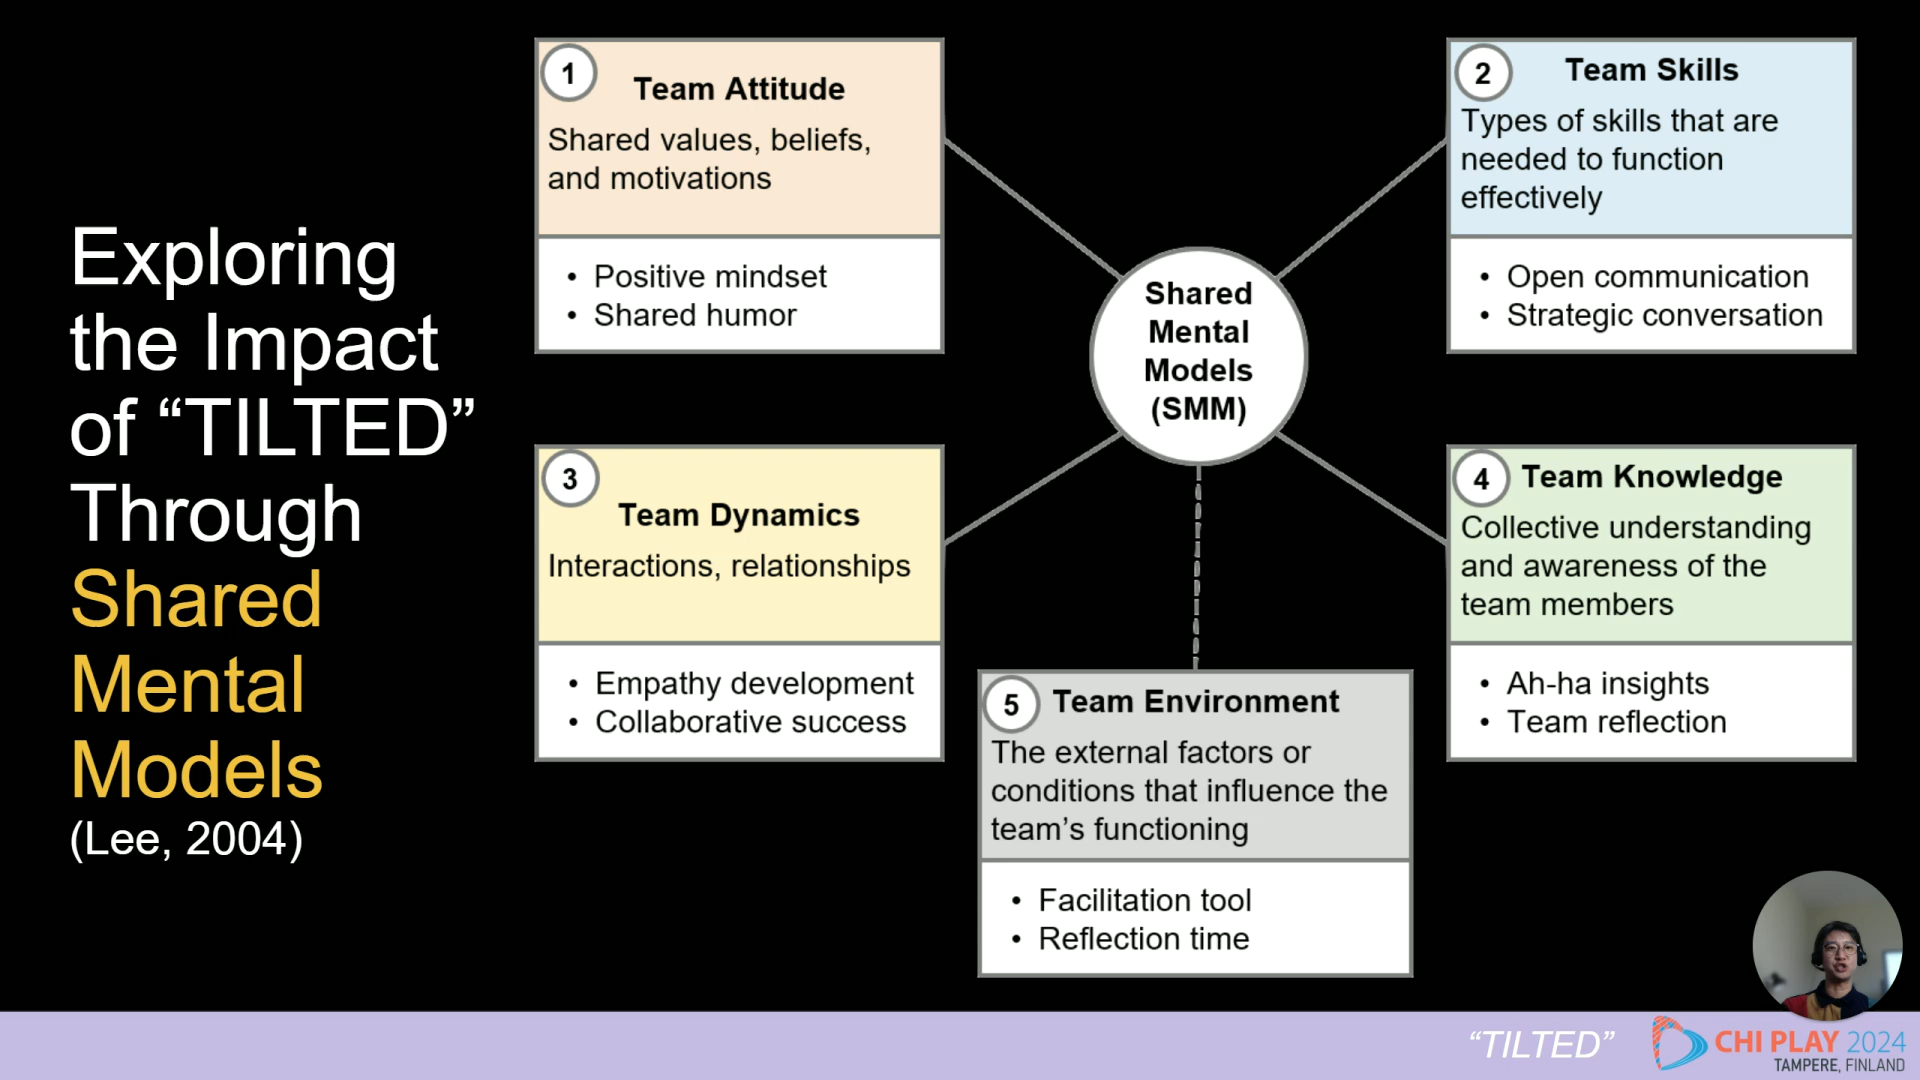 Exploring
the Impact
of “TILTED”
Through
Shared
Mental
Models
(Lee, 2004)
1
Team Attitude
Shared values, beliefs,
and motivations
• Positive mindset
• Shared humor
2
Team Skills
Types of skills that are
needed to function
effectively
• Open communication
• Strategic conversation
Shared
Mental
Models
(SMM)
3
Team Dynamics
Interactions, relationships
• Empathy development
• Collaborative success
4
Team Knowledge
Collective understanding
and awareness of the
team members
• Ah-ha insights
• Team reflection
5
Team Environment
The external factors or
conditions that influence the
team’s functioning
• Facilitation tool
• Reflection time
“TILTED”
CHI PLAY 2024
TAMPERE, FINLAND